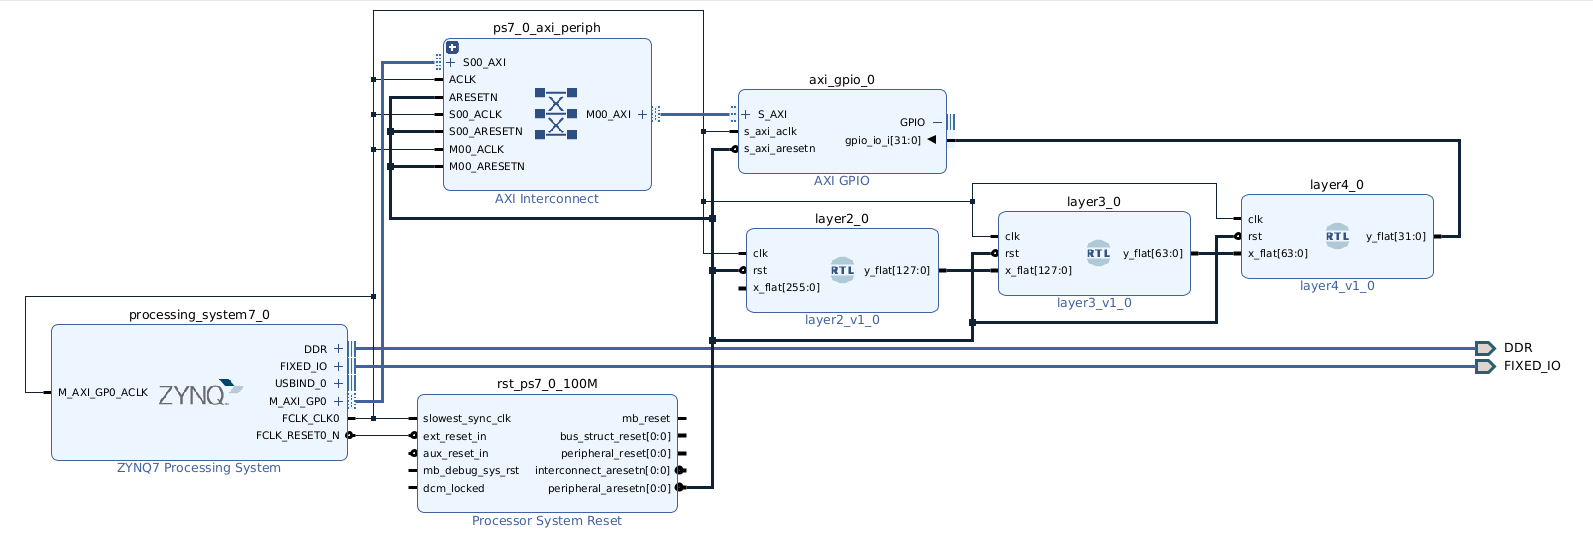 ps7_0_axi_periph
S00_AXI
ACLK
ARESETN
S00_ACLK
S00_ARESETN
M00_ACLK
M00_ARESETN
M00_AXI
AXI Interconnect
axi_gpio_0
S_AXI
s_axi_aclk
s_axi_aresetn
GPIO
gpio_io_i[31:0]
AXI GPIO
layer2_0
clk
rst
x_flat[255:0]
RTL
y_flat[127:0]
layer2_v1_0
layer3_0
clk
rst
x_flat[127:0]
RTL
y_flat[63:0]
layer3_v1_0
layer4_0
clk
rst
x_flat[63:0]
RTL
y_flat[31:0]
layer4_v1_0
processing_system7_0
M_AXI_GP0_ACLK
ZYNQ
DDR
FIXED_IO
USBIND_0
M_AXI_GP0
FCLK_CLK0
FCLK_RESET0_N
ZYNQ7 Processing System
rst_ps7_0_100M
slowest_sync_clk
ext_reset_in
aux_reset_in
mb_debug_sys_rst
dcm_locked
mb_reset
bus_struct_reset[0:0]
peripheral_reset[0:0]
interconnect_aresetn[0:0]
peripheral_aresetn[0:0]
Processor System Reset
DDR
FIXED_IO